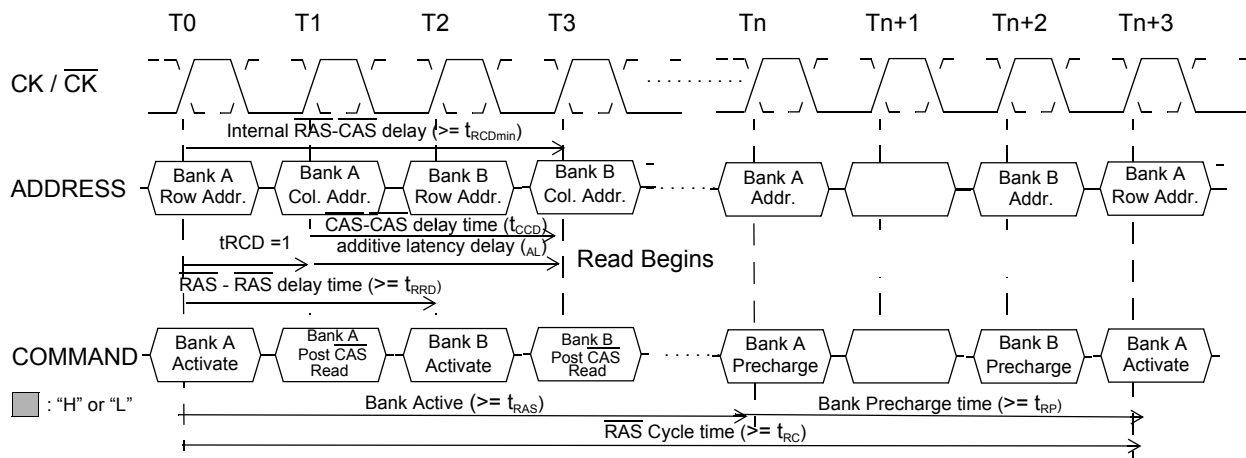 T0 T1 T2 T3 Tn Tn+1 Tn+2 Tn+3
CK / CK
Internal RAS-CAS delay (>= tRCDmin)
ADDRESS
Bank A Row Addr.
Bank A Col. Addr.
Bank B Row Addr.
Bank B Col. Addr.
Bank A Addr.
Bank B Addr.
Bank A Row Addr.
CAS-CAS delay time (tCCD)
tRCD =1
additive latency delay (AL)
Read Begins
RAS - RAS delay time (>= tRRD)
COMMAND
Bank A Activate
Bank A Post CAS Read
Bank B Activate
Bank B Post CAS Read
Bank A Precharge
Bank B Precharge
Bank A Activate
: “H” or “L”
Bank Active (>= tRAS)
Bank Precharge time (>= tRP)
RAS Cycle time (>= tRC)